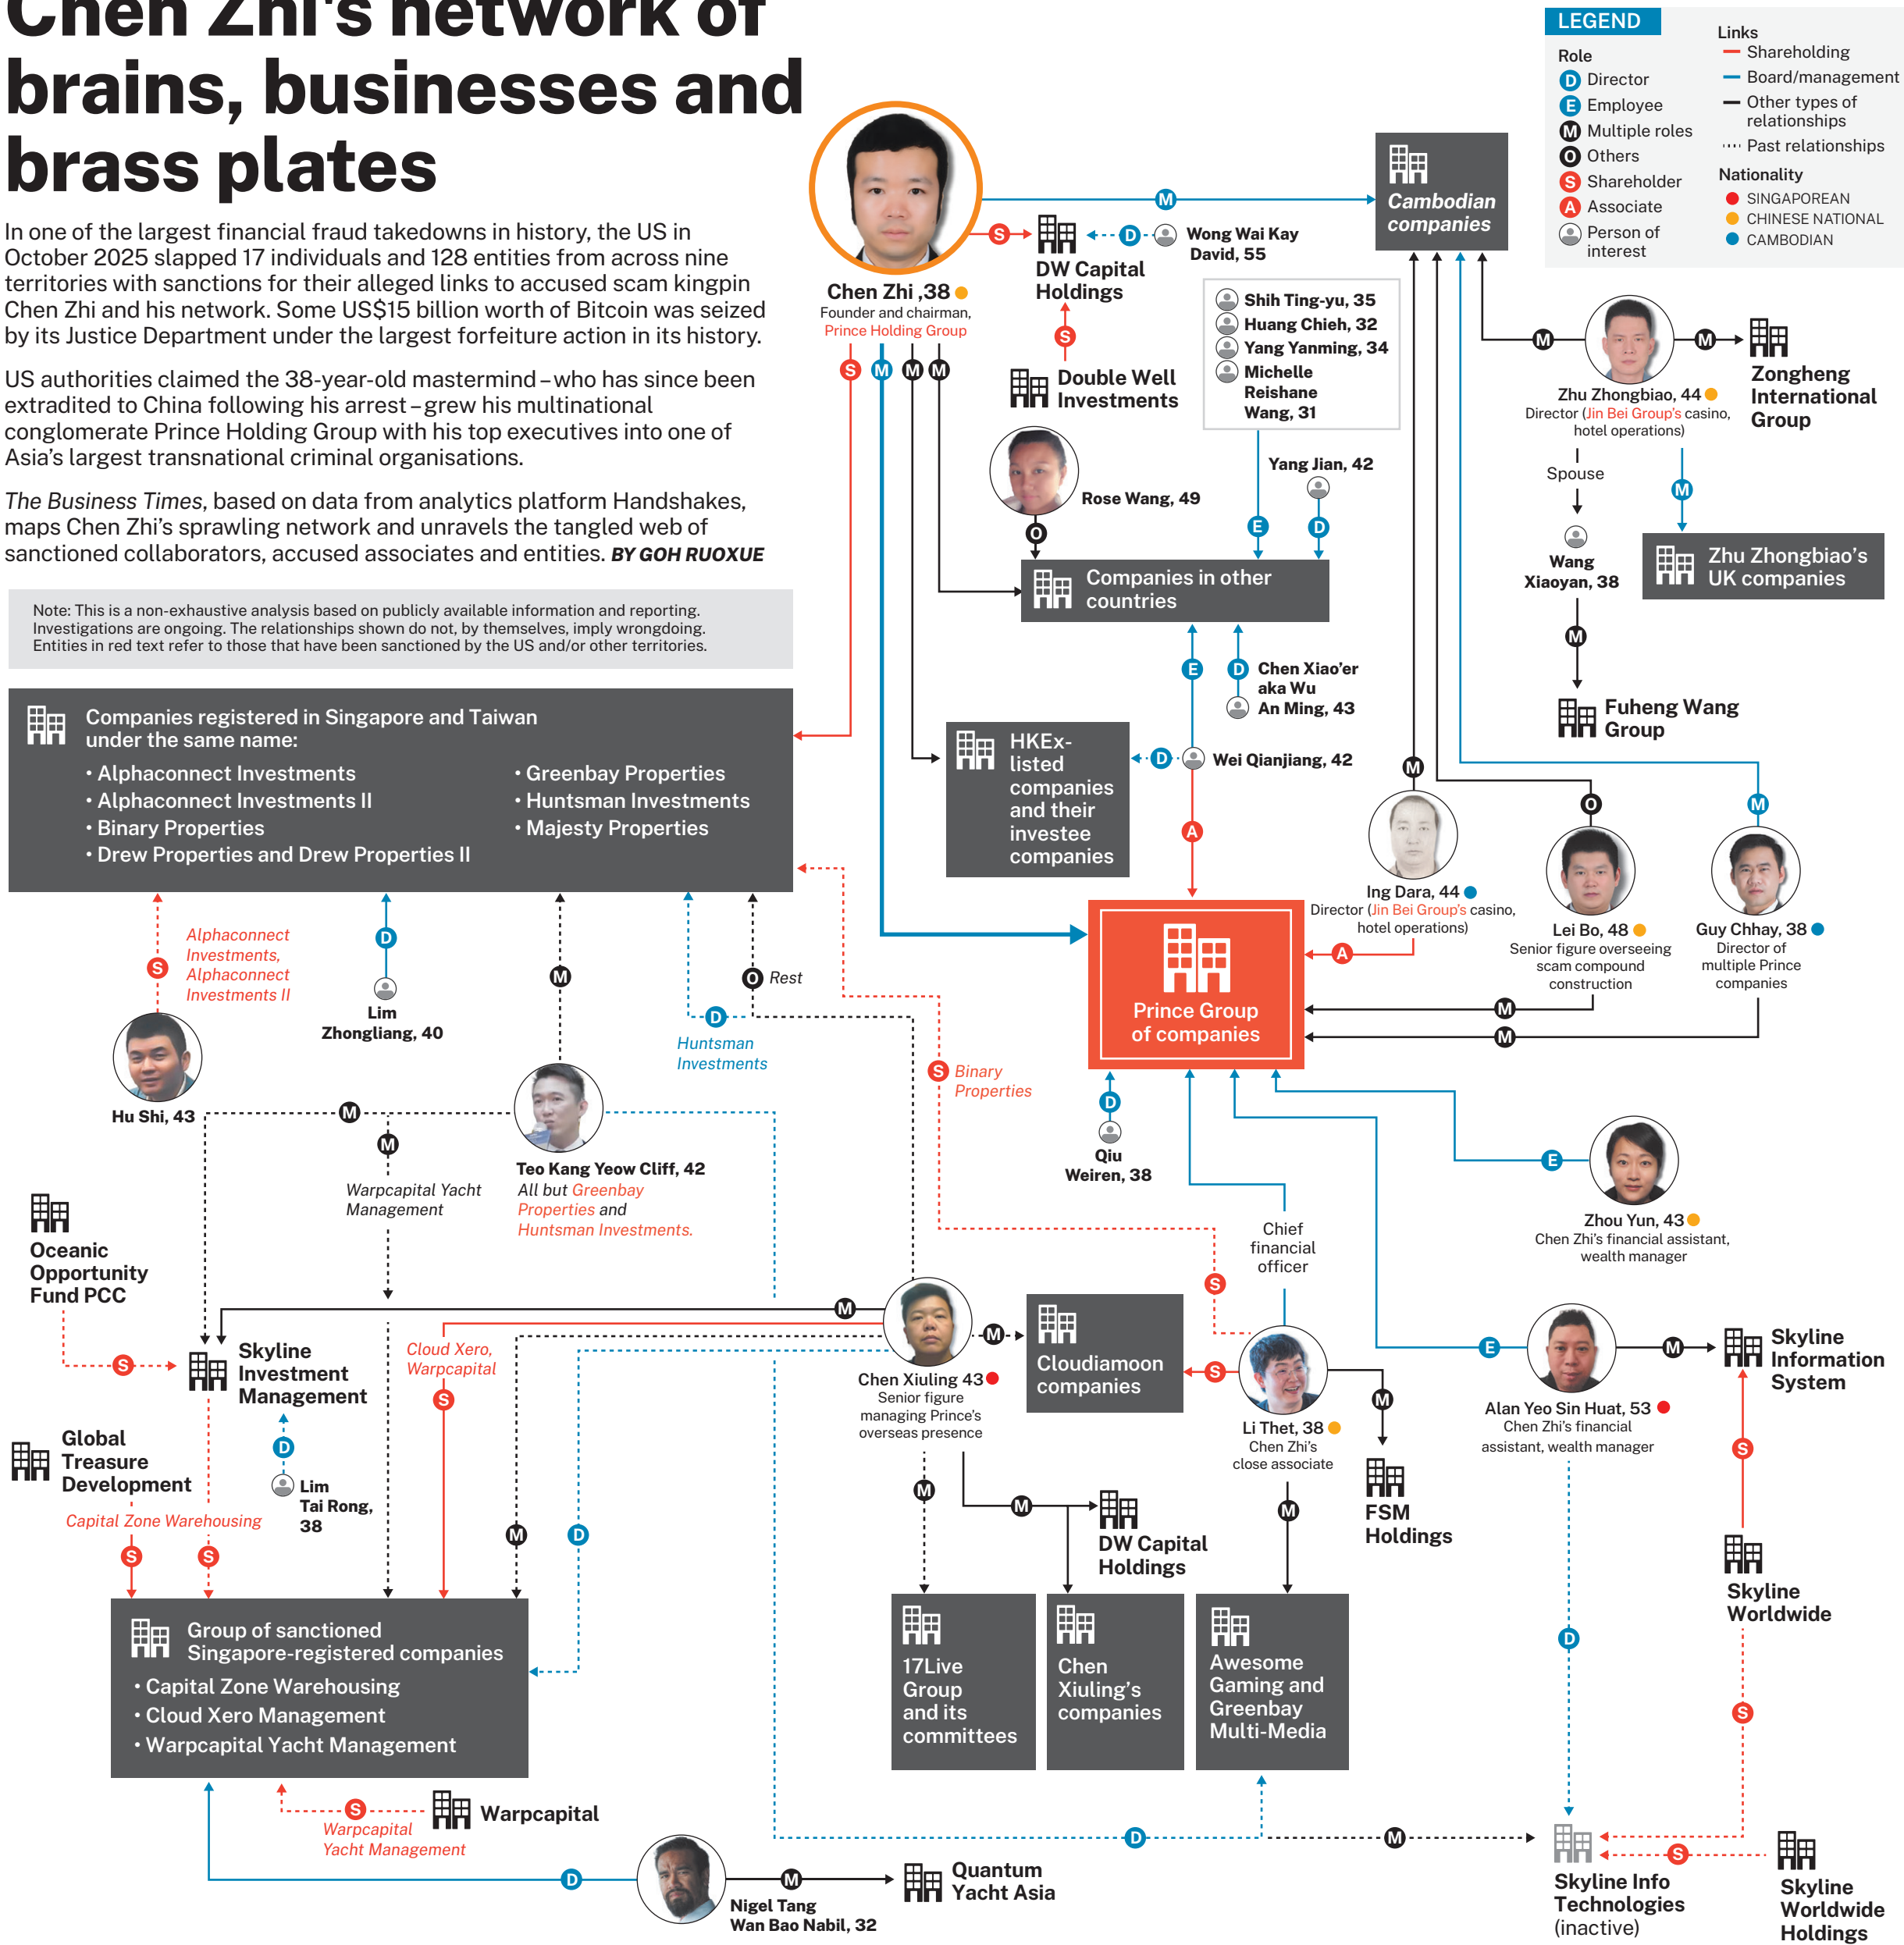 Chen Zhi's network of
brains, businesses and
brass plates
In one of the largest financial fraud takedowns in history, the US in
October 2025 slapped 17 individuals and 128 entities from across nine
territories with sanctions for their alleged links to accused scam kingpin
Chen Zhi and his network. Some US$15 billion worth of Bitcoin was seized
by its Justice Department under the largest forfeiture action in its history.
US authorities claimed the 38-year-old mastermind – who has since been
extradited to China following his arrest – grew his multinational
conglomerate Prince Holding Group with his top executives into one of
Asia's largest transnational criminal organisations.
The Business Times, based on data from analytics platform Handshakes,
maps Chen Zhi's sprawling network and unravels the tangled web of
sanctioned collaborators, accused associates and entities. BY GOH RUOXUE
Note: This is a non-exhaustive analysis based on publicly available information and reporting.
Investigations are ongoing. The relationships shown do not, by themselves, imply wrongdoing.
Entities in red text refer to those that have been sanctioned by the US and/or other territories.
LEGEND
Role
D Director
E Employee
M Multiple roles
O Others
S Shareholder
A Associate
Person of
interest
Links
Shareholding
Board/management
Other types of
relationships
Past relationships
Nationality
SINGAPOREAN
CHINESE NATIONAL
CAMBODIAN
Chen Zhi ,38
Founder and chairman,
Prince Holding Group
M
Cambodian
companies
S
DW Capital
Holdings
D
Wong Wai Kay
David, 55
S
Double Well
Investments
Shih Ting-yu, 35
Huang Chieh, 32
Yang Yanming, 34
Michelle
Reishane
Wang, 31
S
M
M
M
Rose Wang, 49
O
Yang Jian, 42
E
D
Companies in other
countries
M
Zhu Zhongbiao, 44
Director (Jin Bei Group's casino,
hotel operations)
M
Zongheng
International
Group
Spouse
M
Wang
Xiaoyan, 38
Zhu Zhongbiao's
UK companies
M
Fuheng Wang
Group
E
D
Chen Xiao'er
aka Wu
An Ming, 43
HKEx-
listed
companies
and their
investee
companies
D
Wei Qianjiang, 42
A
Companies registered in Singapore and Taiwan
under the same name:
• Alphaconnect Investments
• Alphaconnect Investments II
• Binary Properties
• Drew Properties and Drew Properties II
• Greenbay Properties
• Huntsman Investments
• Majesty Properties
M
Ing Dara, 44
Director (Jin Bei Group's casino,
hotel operations)
A
O
Lei Bo, 48
Senior figure overseeing
scam compound
construction
M
M
Guy Chhay, 38
Director of
multiple Prince
companies
M
Prince Group
of companies
S
Alphaconnect
Investments,
Alphaconnect
Investments II
Hu Shi, 43
D
Lim
Zhongliang, 40
M
O
Rest
D
Huntsman
Investments
S
Binary
Properties
M
M
Warpcapital Yacht
Management
Teo Kang Yeow Cliff, 42
All but Greenbay
Properties and
Huntsman Investments.
D
Qiu
Weiren, 38
Chief
financial
officer
E
Zhou Yun, 43
Chen Zhi's financial assistant,
wealth manager
Oceanic
Opportunity
Fund PCC
S
Skyline
Investment
Management
M
Cloud Xero,
Warpcapital
S
Chen Xiuling 43
Senior figure
managing Prince's
overseas presence
M
Cloudiamoon
companies
S
S
Li Thet, 38
Chen Zhi's
close associate
M
FSM
Holdings
E
Alan Yeo Sin Huat, 53
Chen Zhi's financial
assistant, wealth manager
M
Skyline
Information
System
S
Global
Treasure
Development
D
Lim
Tai Rong,
38
Capital Zone Warehousing
S
S
M
D
M
M
DW Capital
Holdings
M
Skyline
Worldwide
Group of sanctioned
Singapore-registered companies
• Capital Zone Warehousing
• Cloud Xero Management
• Warpcapital Yacht Management
17Live
Group
and its
committees
Chen
Xiuling's
companies
Awesome
Gaming and
Greenbay
Multi-Media
D
S
S
Warpcapital
Warpcapital
Yacht Management
D
Nigel Tang
Wan Bao Nabil, 32
M
Quantum
Yacht Asia
D
M
Skyline Info
Technologies
(inactive)
S
Skyline
Worldwide
Holdings